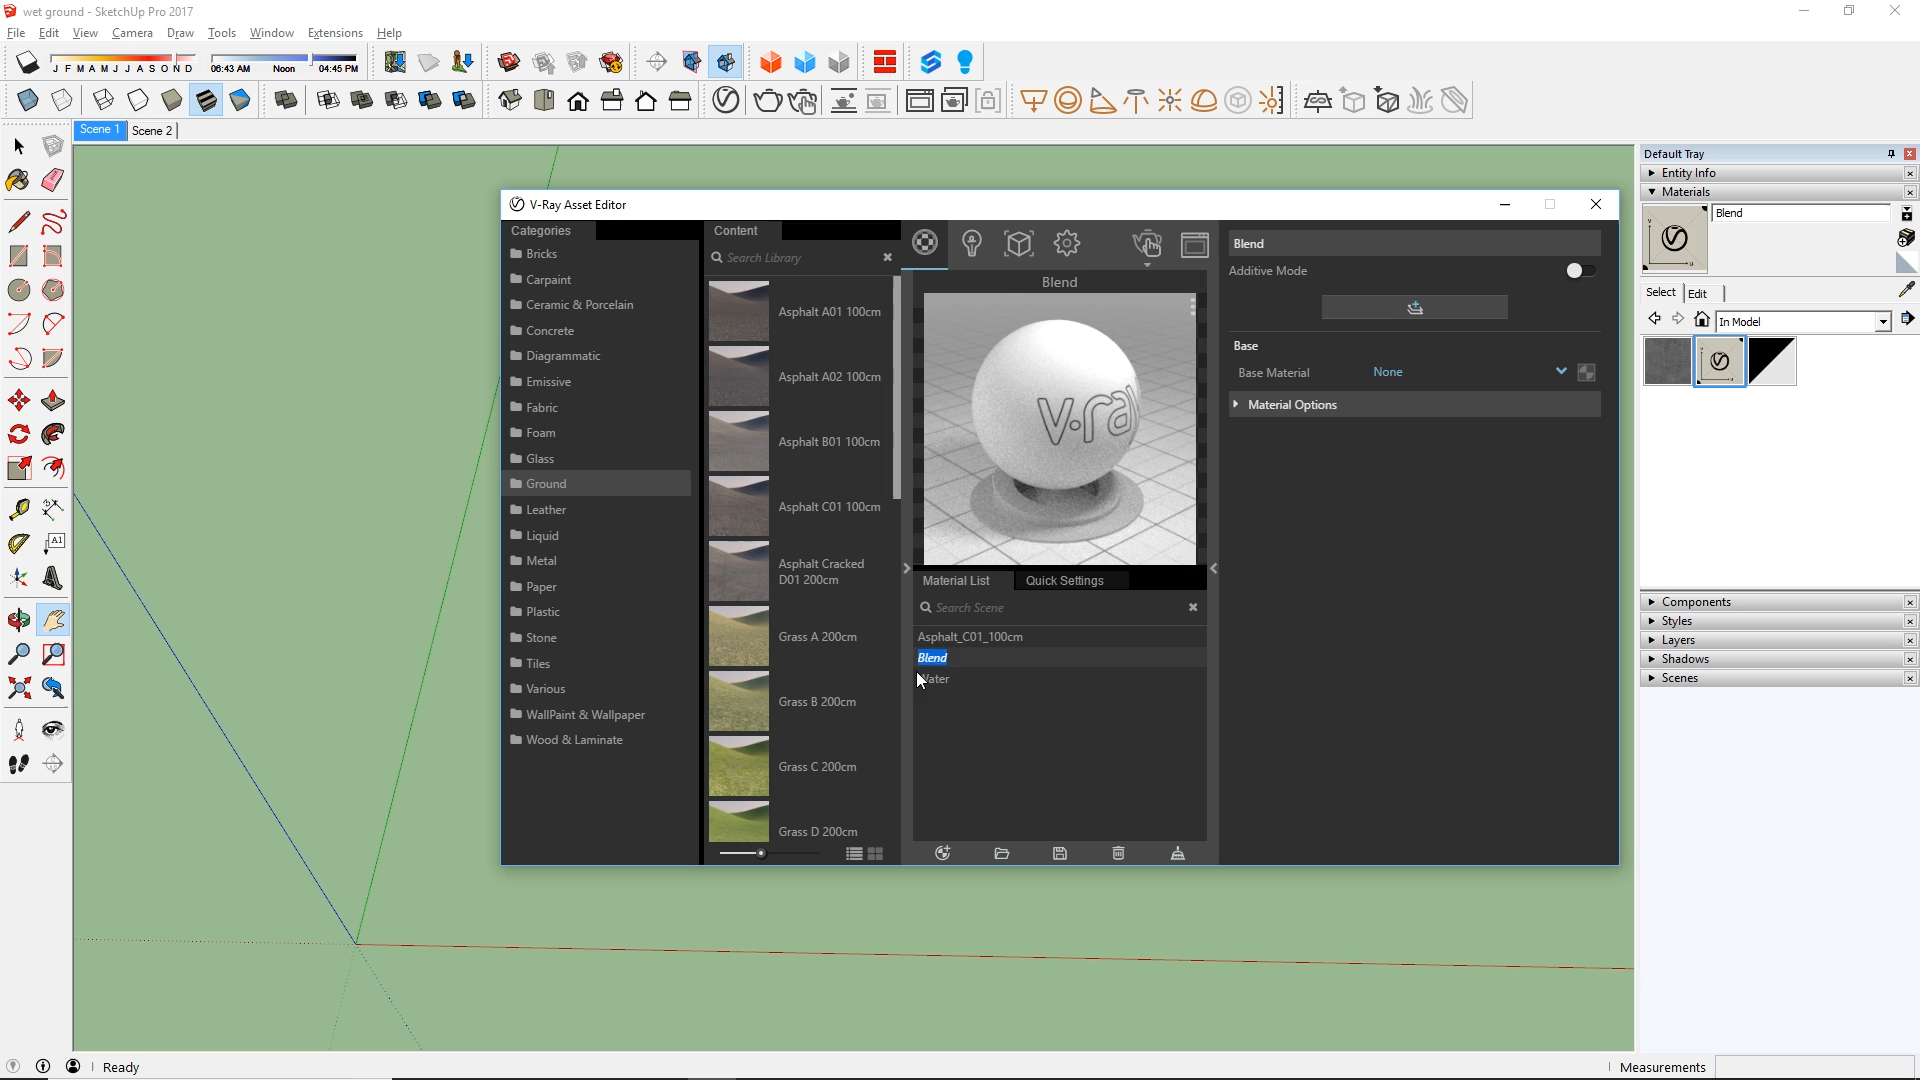 wet ground - SketchUp Pro 2017
File Edit View Camera Draw Tools Window Extensions Help
J F M A M J J A S O N D 06:43 AM Noon 04:45 PM
Scene 1 Scene 2
A1
V-Ray Asset Editor
Categories
Bricks
Carpaint
Ceramic & Porcelain
Concrete
Diagrammatic
Emissive
Fabric
Foam
Glass
Ground
Leather
Liquid
Metal
Paper
Plastic
Stone
Tiles
Various
WallPaint & Wallpaper
Wood & Laminate
Content
Search Library
Asphalt A01 100cm
Asphalt A02 100cm
Asphalt B01 100cm
Asphalt C01 100cm
Asphalt Cracked
D01 200cm
Grass A 200cm
Grass B 200cm
Grass C 200cm
Grass D 200cm
Blend
v·ray
Material List Quick Settings
Search Scene
Asphalt_C01_100cm
Blend
Water
Blend
Additive Mode
Base
Base Material None
Material Options
Default Tray
Entity Info
Materials
Blend
Select Edit
In Model
Components
Styles
Layers
Shadows
Scenes
Ready
Measurements